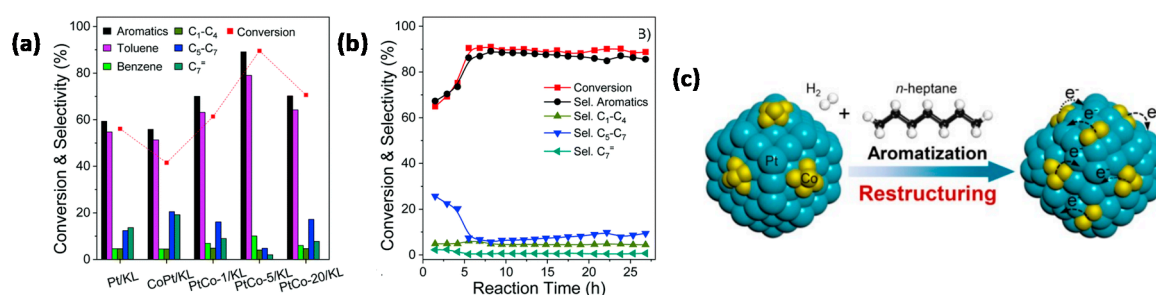 (a)
Conversion & Selectivity (%)
100
80
60
40
20
0
Aromatics
Toluene
Benzene
C₁-C₄
C₅-C₇
C₇⁼
Conversion
Pt/KL
CoPt/KL
PtCo-1/KL
PtCo-5/KL
PtCo-20/KL
(b)
Conversion & Selectivity (%)
100
80
60
40
20
0
B)
Conversion
Sel. Aromatics
Sel. C₁-C₄
Sel. C₅-C₇
Sel. C₇⁼
0
5
10
15
20
25
Reaction Time (h)
(c)
H₂
+
n-heptane
Pt
Co
Aromatization
Restructuring
e⁻
e⁻
e⁻
e⁻
e⁻
e⁻
e